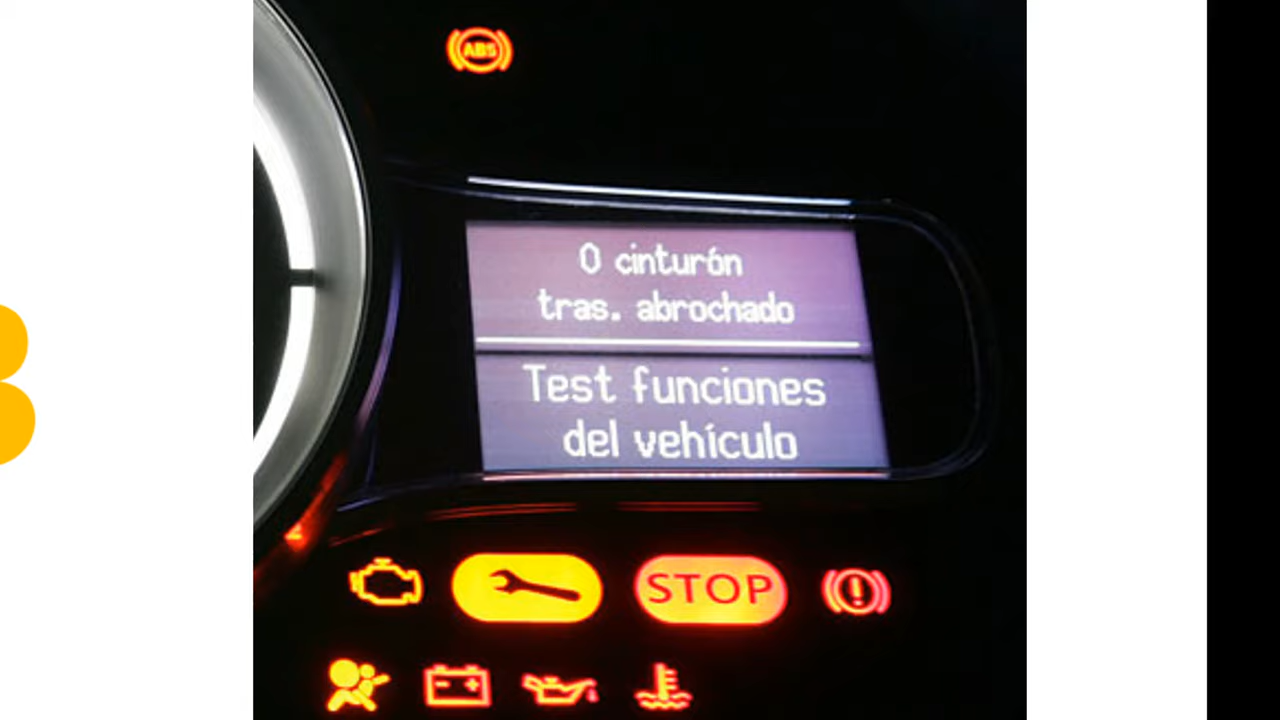 ABS
0 cinturón
tras. abrochado
Test funciones
del vehículo
STOP